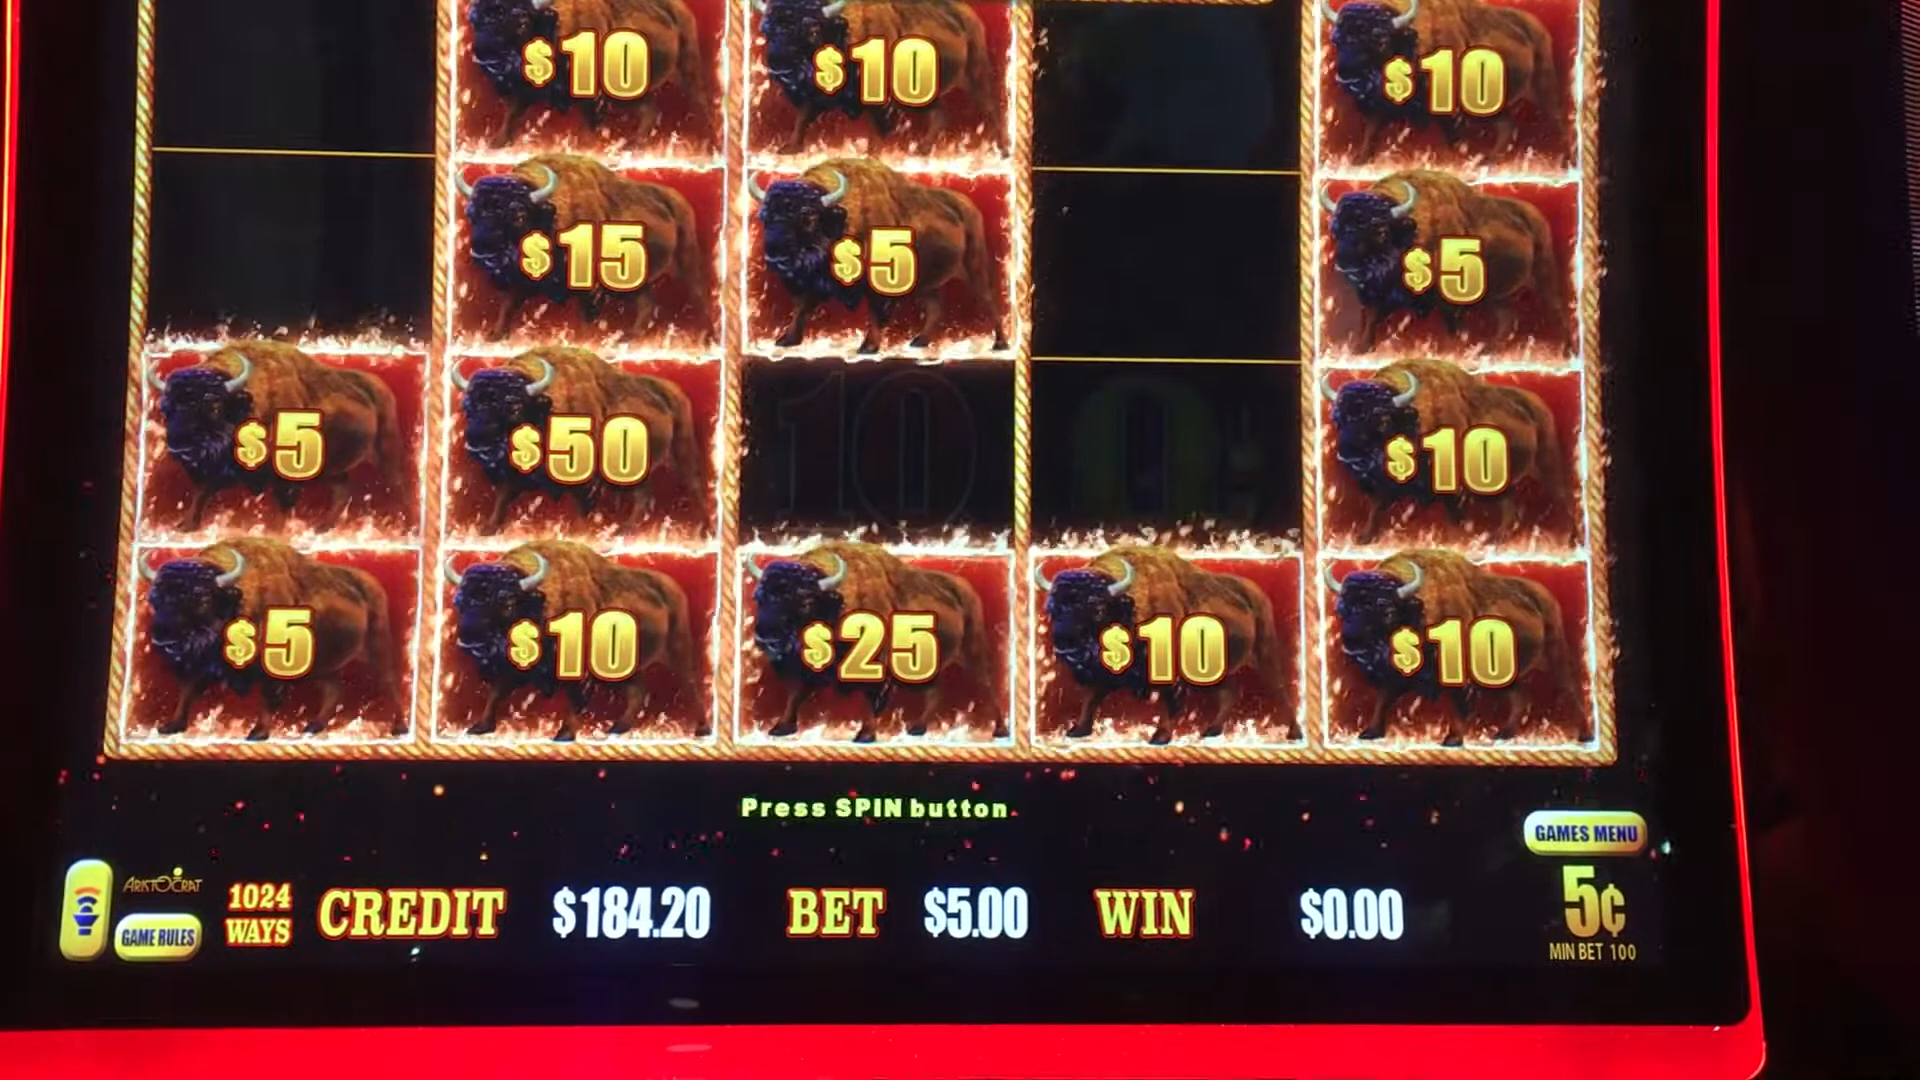 $10 $10 $10
$15 $5 $5
$5 $50 10 $10
$5 $10 $25 $10 $10
Press SPIN button.
GAMES MENU
ARISTOCRAT
GAME RULES
1024
WAYS
CREDIT $184.20 BET $5.00 WIN $0.00
5¢
MIN BET 100